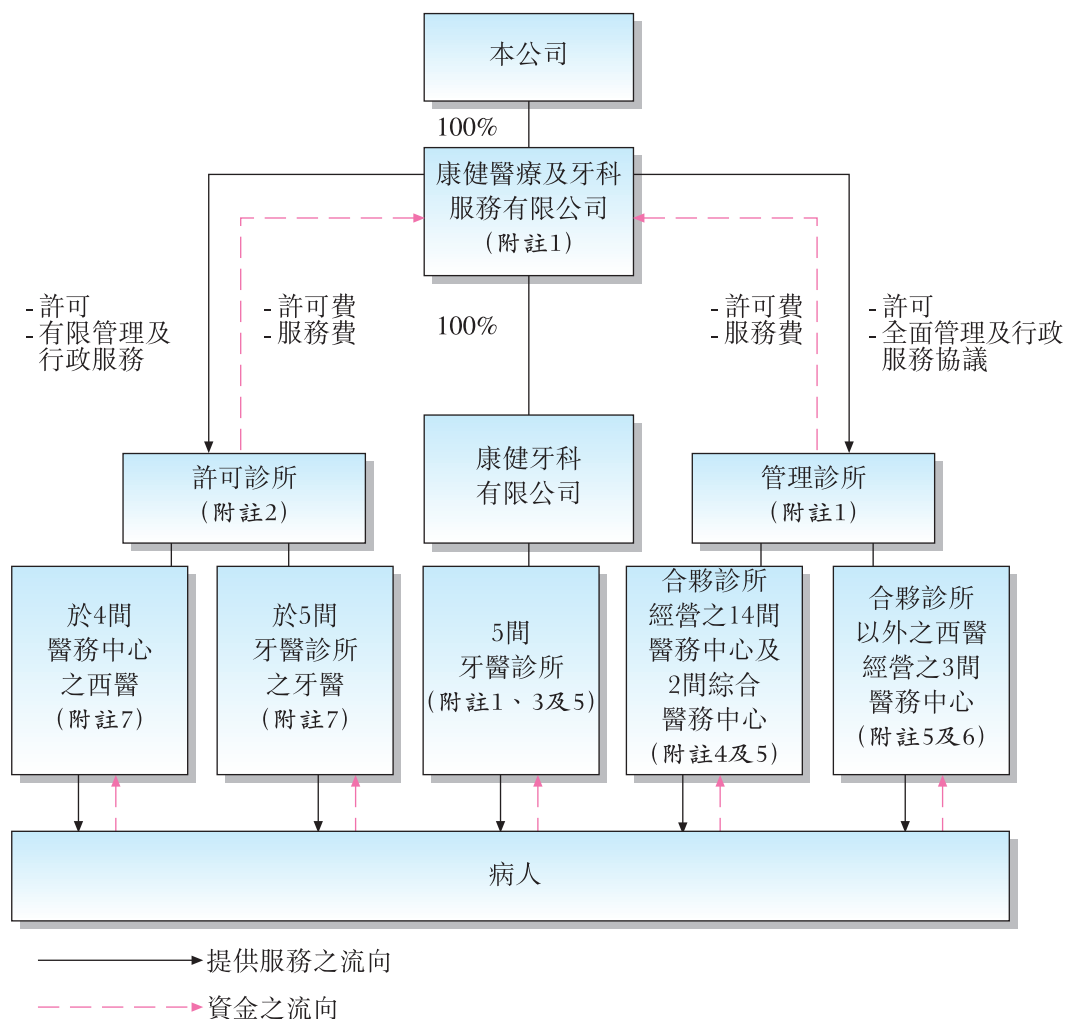 本公司
100%
康健醫療及牙科
服務有限公司
(附註1)
- 許可
- 有限管理及
行政服務
- 許可費
- 服務費
100%
- 許可費
- 服務費
- 許可
- 全面管理及行政
服務協議
許可診所
(附註2)
康健牙科
有限公司
管理診所
(附註1)
於4間
醫務中心
之西醫
(附註7)
於5間
牙醫診所
之牙醫
(附註7)
5間
牙醫診所
(附註1、3及5)
合夥診所
經營之14間
醫務中心及
2間綜合
醫務中心
(附註4及5)
合夥診所
以外之西醫
經營之3間
醫務中心
(附註5及6)
病人
提供服務之流向
資金之流向